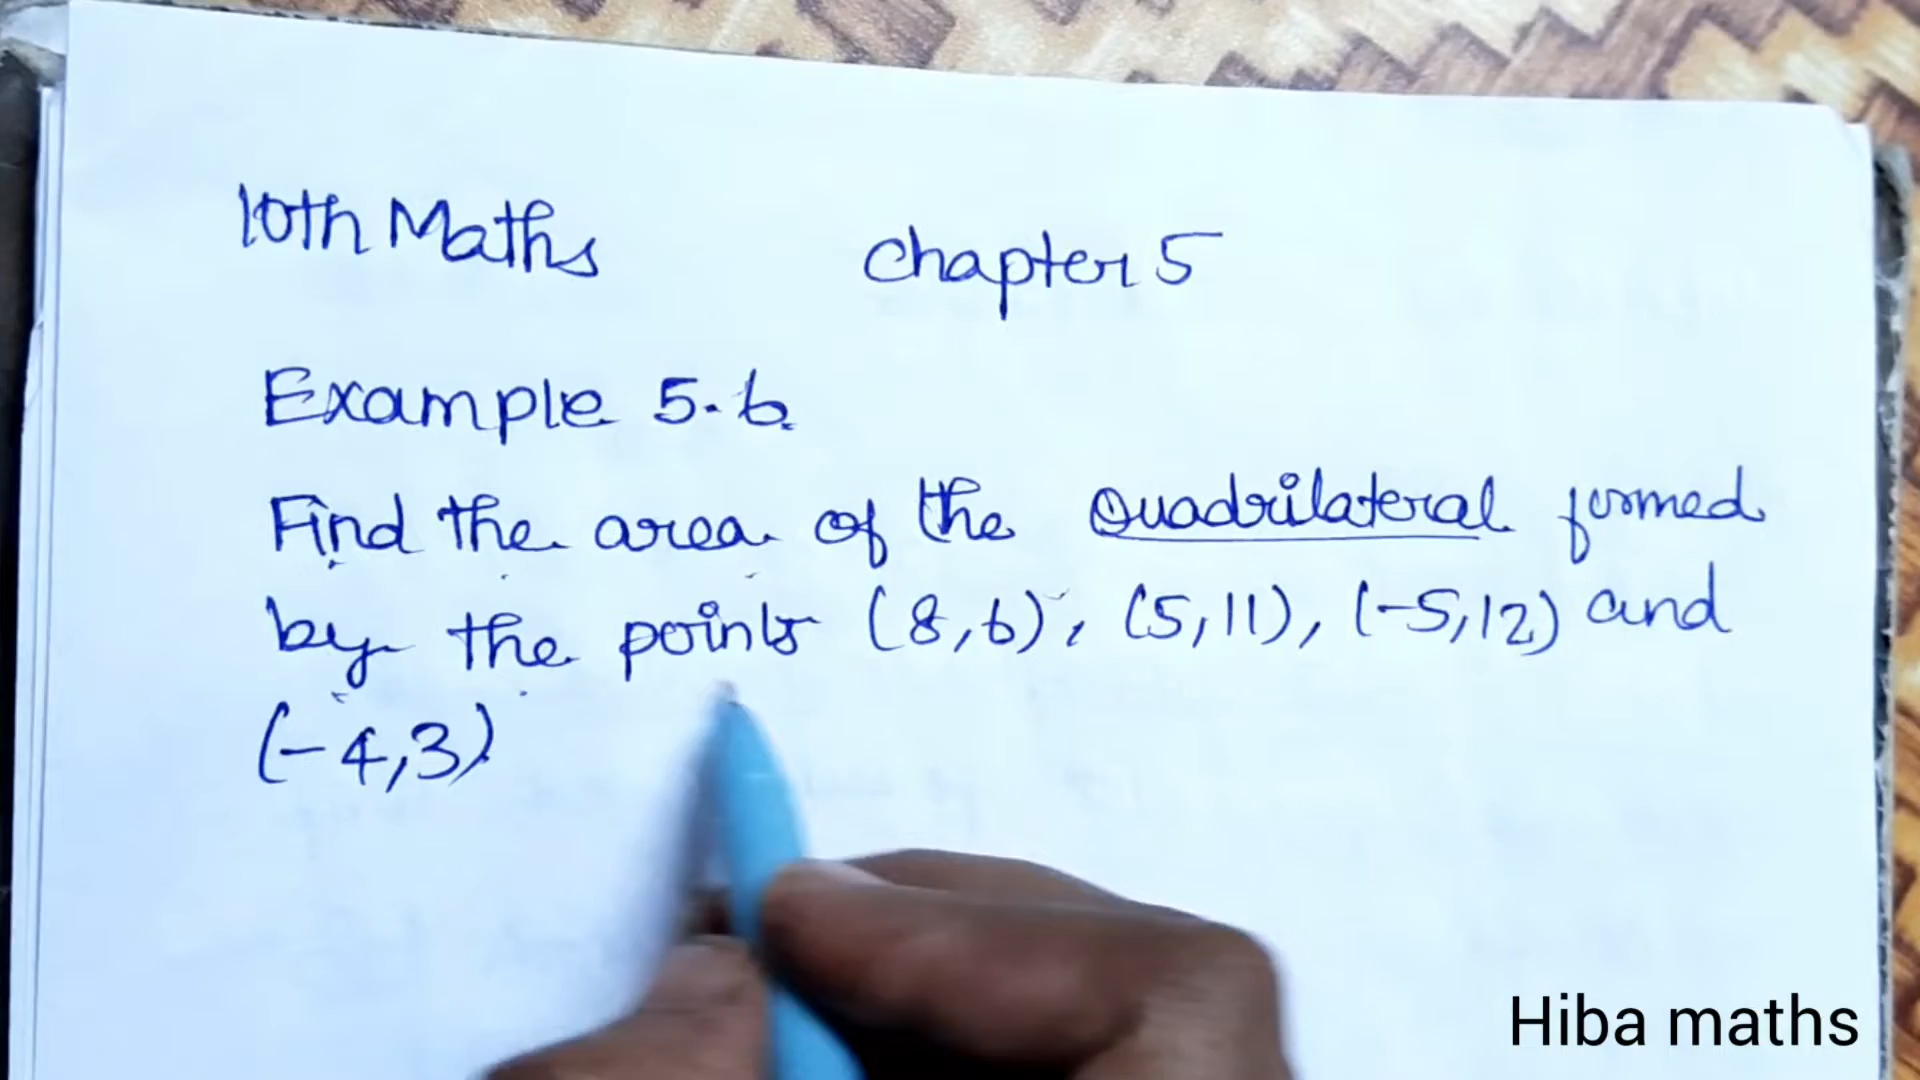 10th Maths chapter 5
Example 5.6.
Find the area of the Quadrilateral formed
by the points (8,6), (5,11), (-5,12) and
(-4,3)
Hiba maths